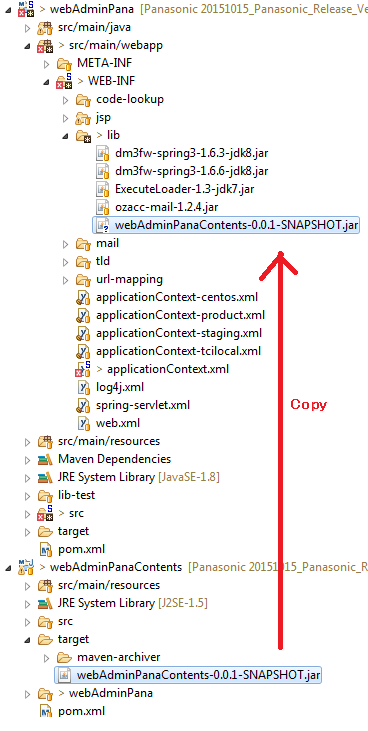 > webAdminPana [Panasonic 20151015_Panasonic_Release_Ve
src/main/java
> src/main/webapp
META-INF
> WEB-INF
code-lookup
jsp
> lib
dm3fw-spring3-1.6.3-jdk8.jar
dm3fw-spring3-1.6.6-jdk8.jar
ExecuteLoader-1.3-jdk7.jar
ozacc-mail-1.2.4.jar
webAdminPanaContents-0.0.1-SNAPSHOT.jar
mail
tld
url-mapping
applicationContext-centos.xml
applicationContext-product.xml
applicationContext-staging.xml
applicationContext-tcilocal.xml
> applicationContext.xml
log4j.xml
spring-servlet.xml
web.xml
Copy
src/main/resources
Maven Dependencies
JRE System Library [JavaSE-1.8]
lib-test
> src
target
pom.xml
> webAdminPanaContents [Panasonic 20151015_Panasonic_R
src/main/resources
JRE System Library [J2SE-1.5]
src
target
maven-archiver
webAdminPanaContents-0.0.1-SNAPSHOT.jar
> webAdminPana
pom.xml